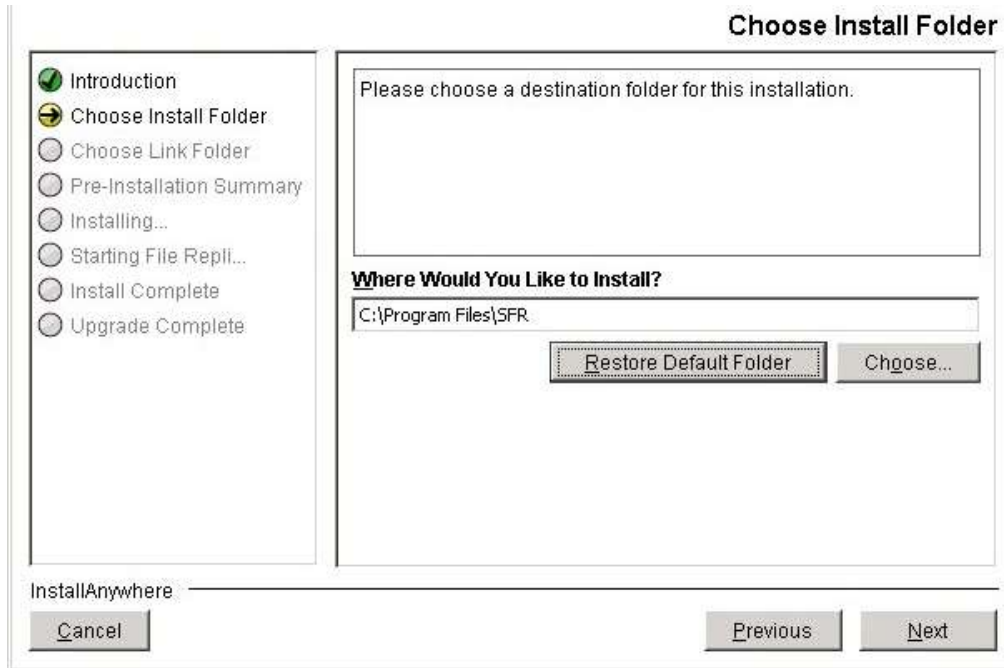 Choose Install Folder
Introduction
Choose Install Folder
Choose Link Folder
Pre-Installation Summary
Installing...
Starting File Repli...
Install Complete
Upgrade Complete
Please choose a destination folder for this installation.
Where Would You Like to Install?
C:\Program Files\SFR
Restore Default Folder
Choose...
InstallAnywhere
Cancel
Previous
Next